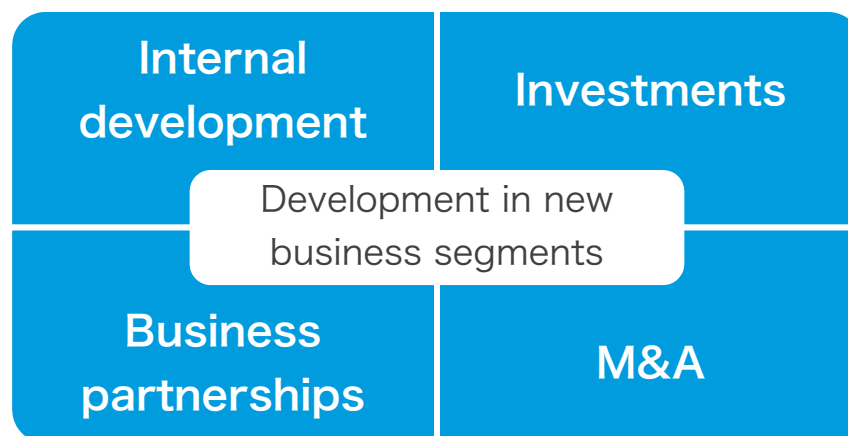 Internal
development
Investments
Development in new
business segments
Business
partnerships
M&A